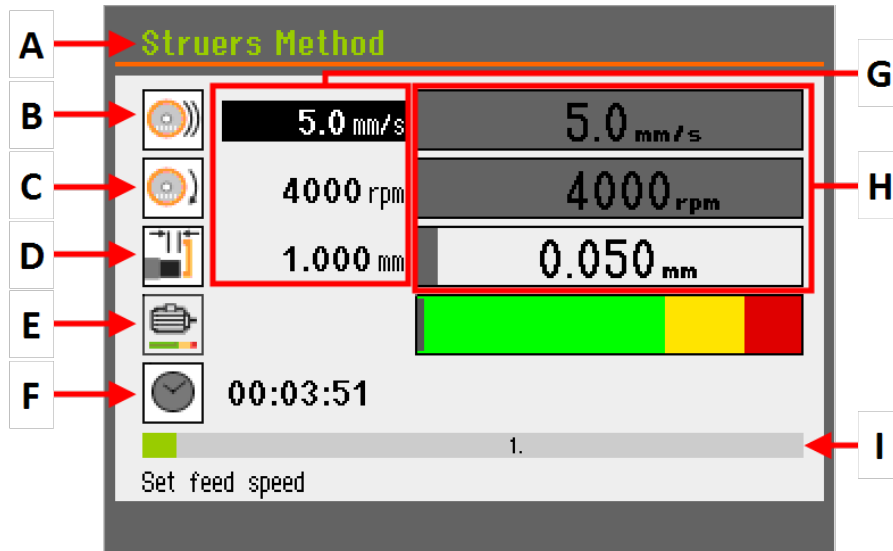 A
Struers Method
G
B
5.0 mm/s
5.0 mm/s
C
4000 rpm
4000 rpm
H
D
1.000 mm
0.050 mm
E
F
00:03:51
1.
I
Set feed speed